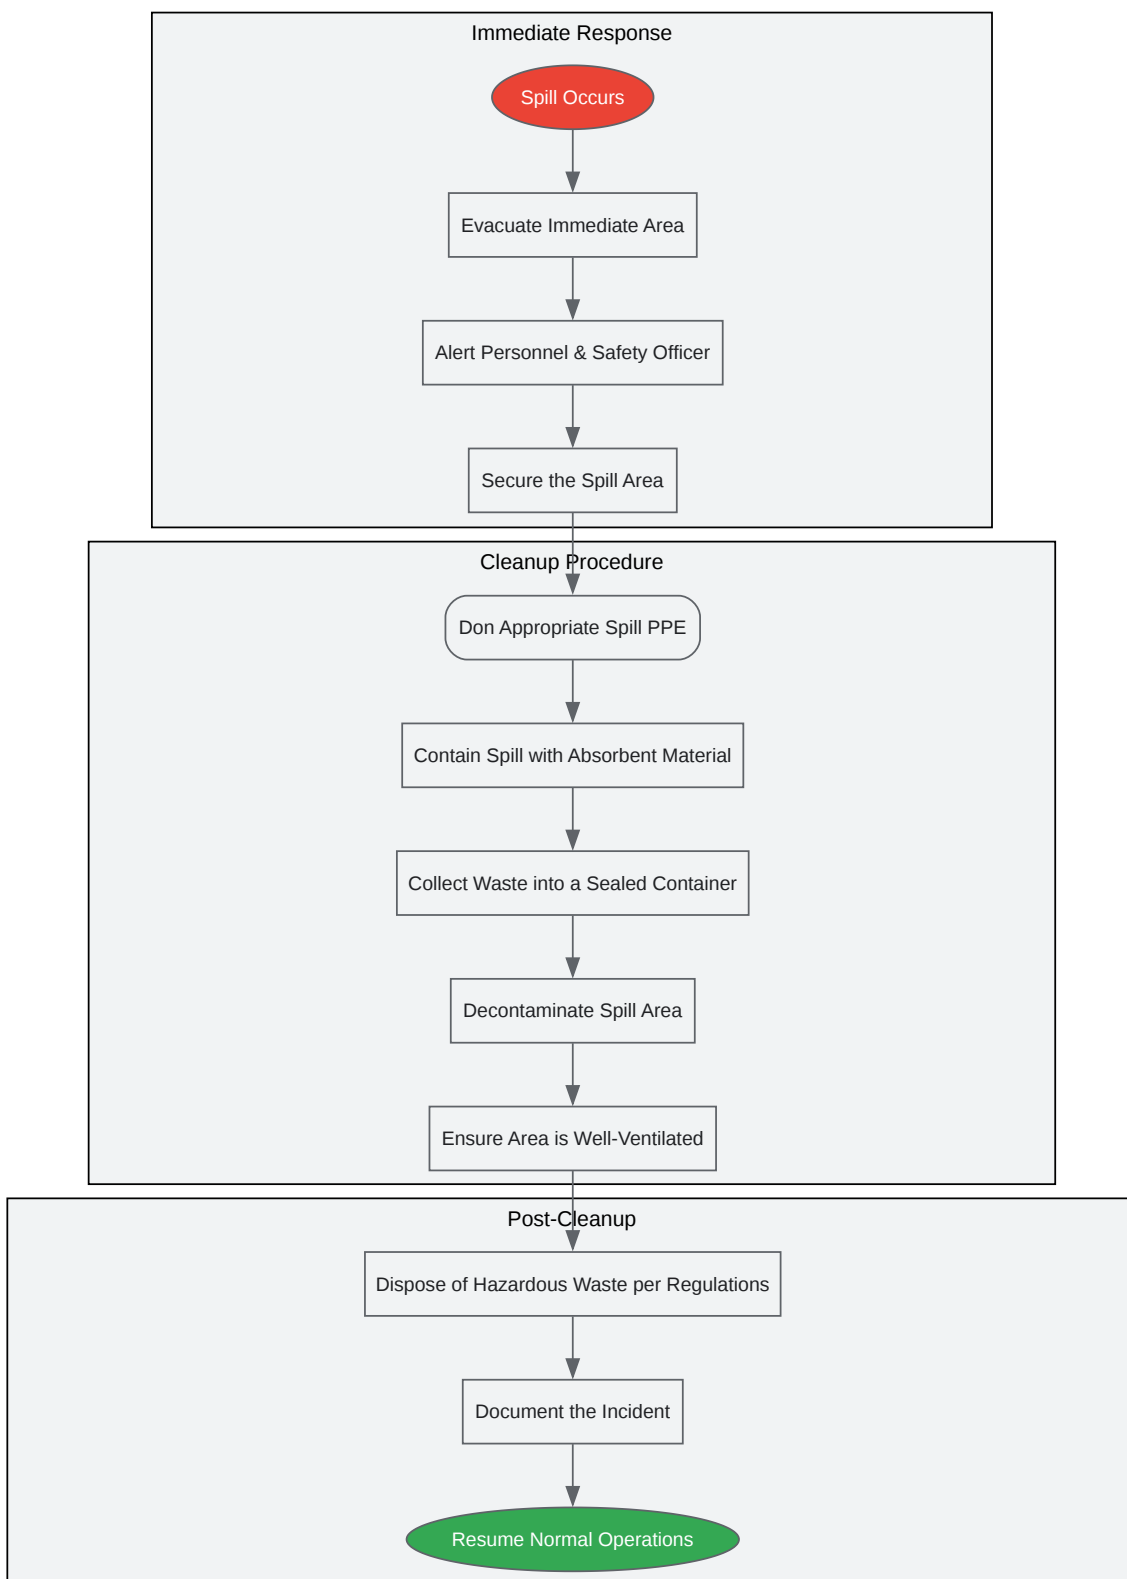 Immediate Response
Spill Occurs
Evacuate Immediate Area
Alert Personnel & Safety Officer
Secure the Spill Area
Cleanup Procedure
Don Appropriate Spill PPE
Contain Spill with Absorbent Material
Collect Waste into a Sealed Container
Decontaminate Spill Area
Ensure Area is Well-Ventilated
Post-Cleanup
Dispose of Hazardous Waste per Regulations
Document the Incident
Resume Normal Operations